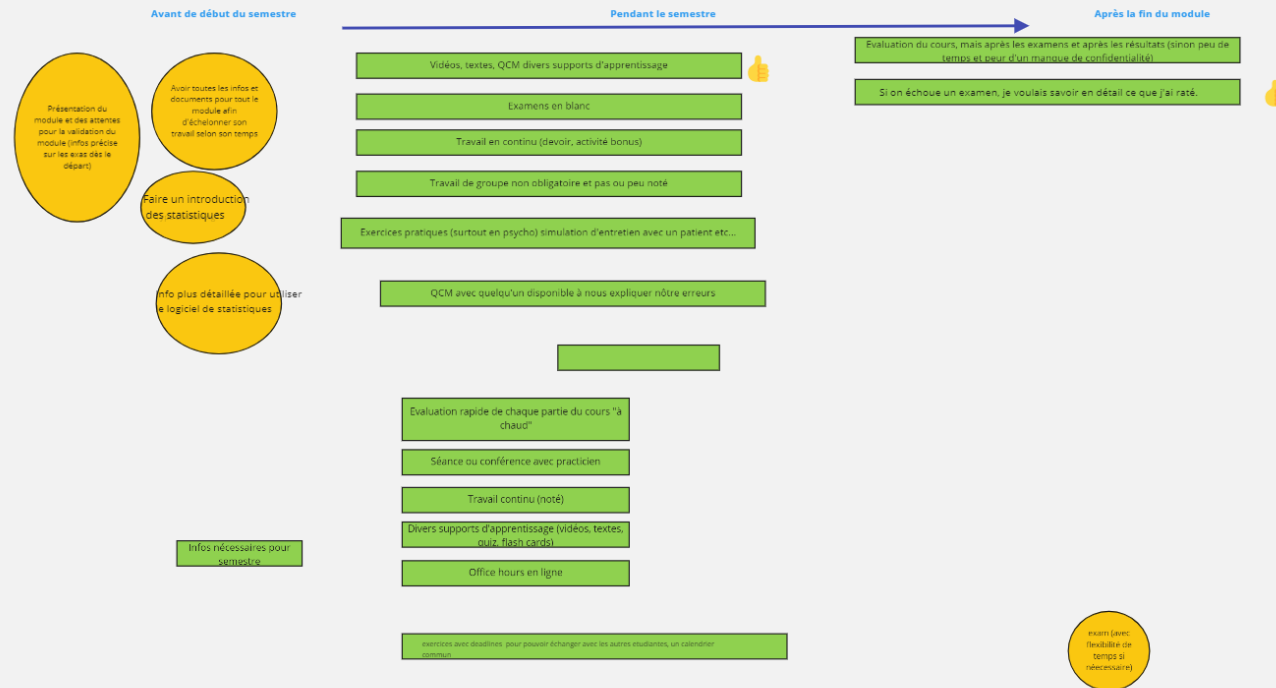 Avant de début du semestre
Pendant le semestre
Après la fin du module
Présentation du
module et des attentes
pour la validation du
module (infos précise
sur les exas dès le
départ)
Avoir toutes les infos et
documents pour tout le
module afin
d'échelonner son
travail selon son temps
Faire un introduction
des statistiques
Info plus détaillée pour utiliser
le logiciel de statistiques
Infos nécessaires pour
semestre
Vidéos, textes, QCM divers supports d'apprentissage
Examens en blanc
Travail en continu (devoir, activité bonus)
Travail de groupe non obligatoire et pas ou peu noté
Exercices pratiques (surtout en psycho) simulation d'entretien avec un patient etc...
QCM avec quelqu'un disponible à nous expliquer nôtre erreurs
Evaluation rapide de chaque partie du cours "à
chaud"
Séance ou conférence avec practicien
Travail continu (noté)
Divers supports d'apprentissage (vidéos, textes,
quiz, flash cards)
Office hours en ligne
exercices avec deadlines pour pouvoir échanger avec les autres etudiantes, un calendrier
commun
Evaluation du cours, mais après les examens et après les résultats (sinon peu de
temps et peur d'un manque de confidentialité)
Si on échoue un examen, je voulais savoir en détail ce que j'ai raté.
exam (avec
flexibilité de
temps si
néecessaire)